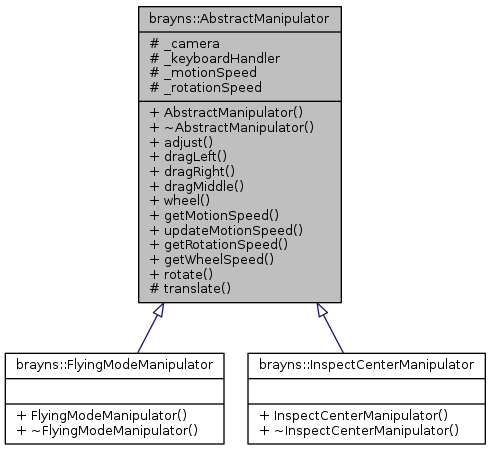 brayns::AbstractManipulator
# _camera
# _keyboardHandler
# _motionSpeed
# _rotationSpeed
+ AbstractManipulator()
+ ~AbstractManipulator()
+ adjust()
+ dragLeft()
+ dragRight()
+ dragMiddle()
+ wheel()
+ getMotionSpeed()
+ updateMotionSpeed()
+ getRotationSpeed()
+ getWheelSpeed()
+ rotate()
# translate()
brayns::FlyingModeManipulator
+ FlyingModeManipulator()
+ ~FlyingModeManipulator()
brayns::InspectCenterManipulator
+ InspectCenterManipulator()
+ ~InspectCenterManipulator()